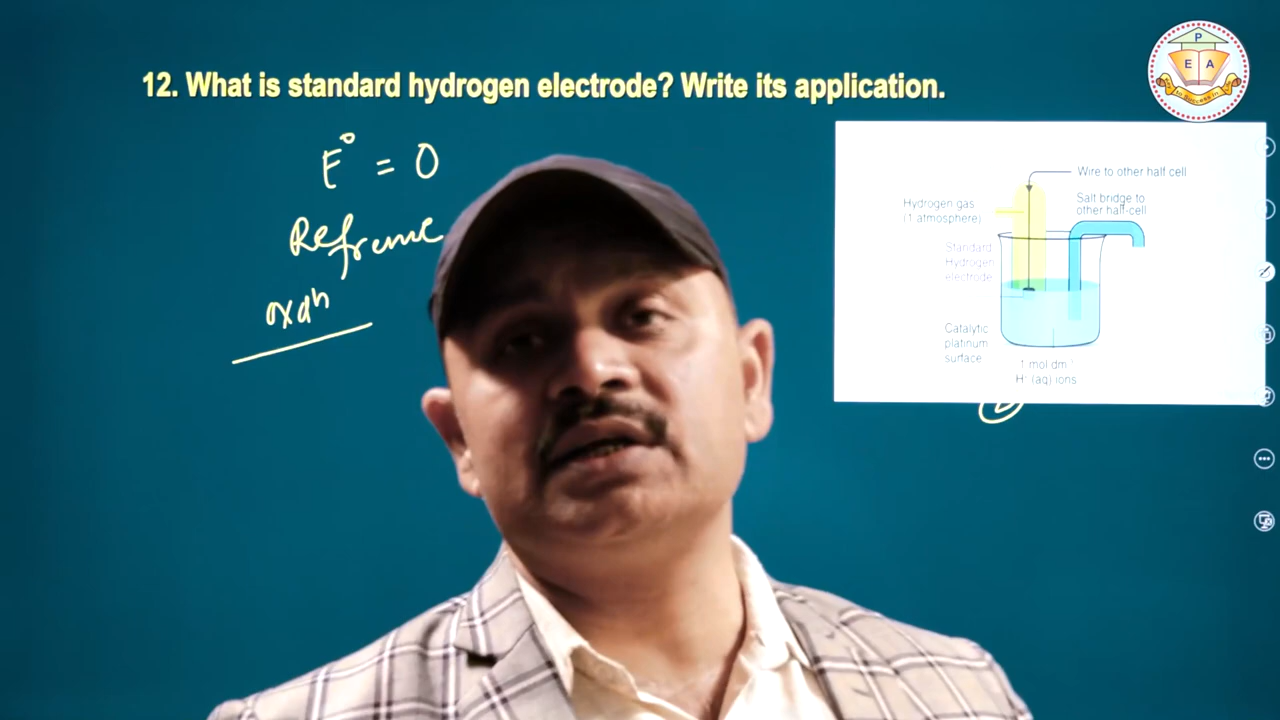 12. What is standard hydrogen electrode? Write its application.
P
E A
E° = 0
Refrence
oxdn
Wire to other half cell
Hydrogen gas
(1 atmosphere)
Salt bridge to
other half-cell
Standard
Hydrogen
electrode
Catalytic
platinum
surface
1 mol dm⁻³
H⁺ (aq) ions